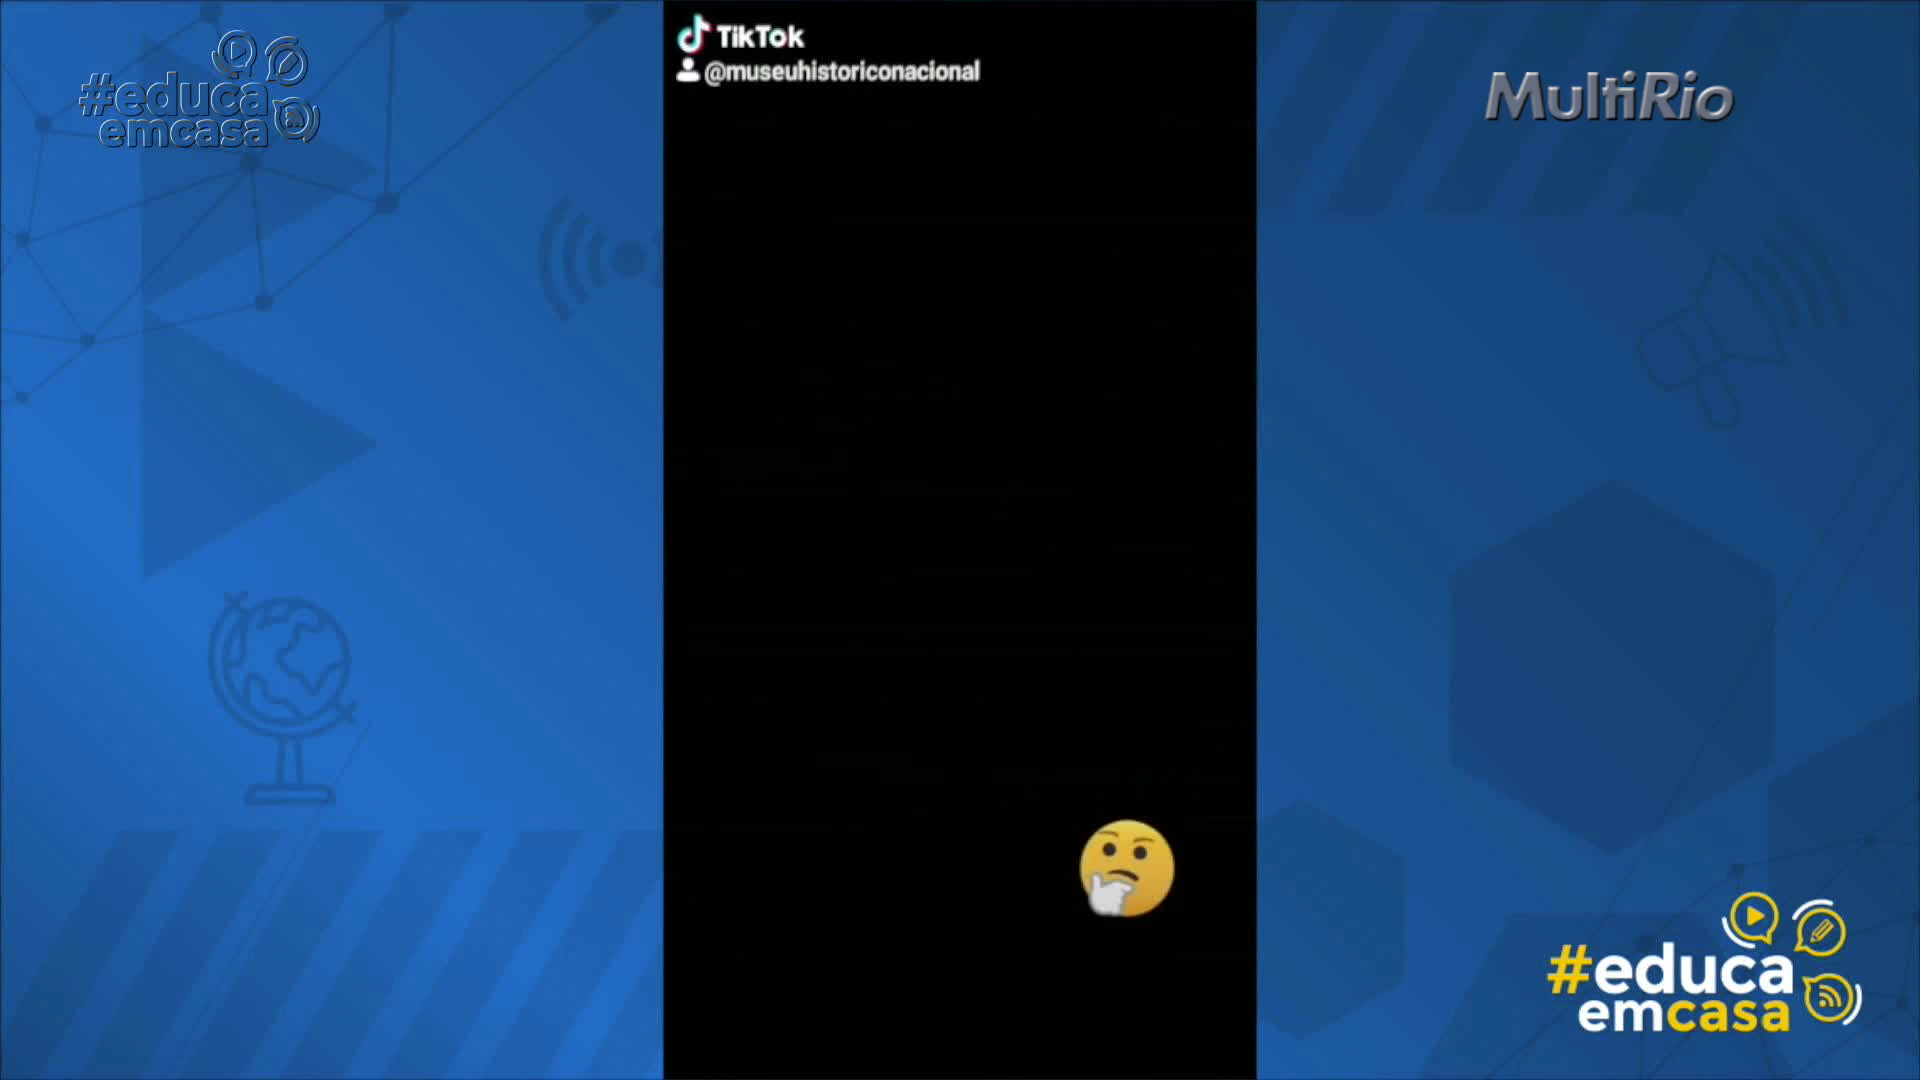 #educa
emcasa
TikTok
@museuhistoriconacional
MultiRio
#educa
emcasa